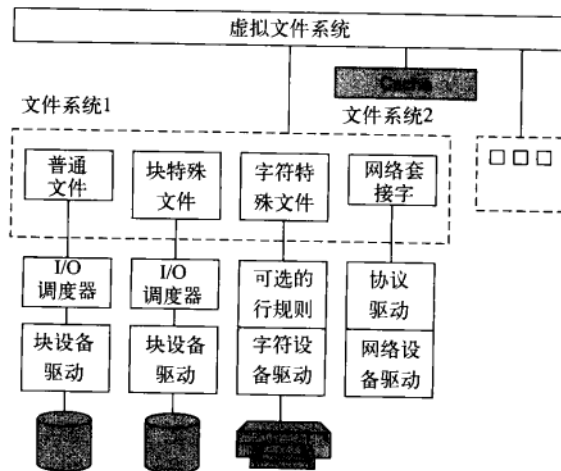 虚拟文件系统
Cache
文件系统1
文件系统2
普通
文件
块特殊
文件
字符特
殊文件
网络套
接字
I/O
调度器
I/O
调度器
可选的
行规则
协议
驱动
块设备
驱动
块设备
驱动
字符设
备驱动
网络设
备驱动